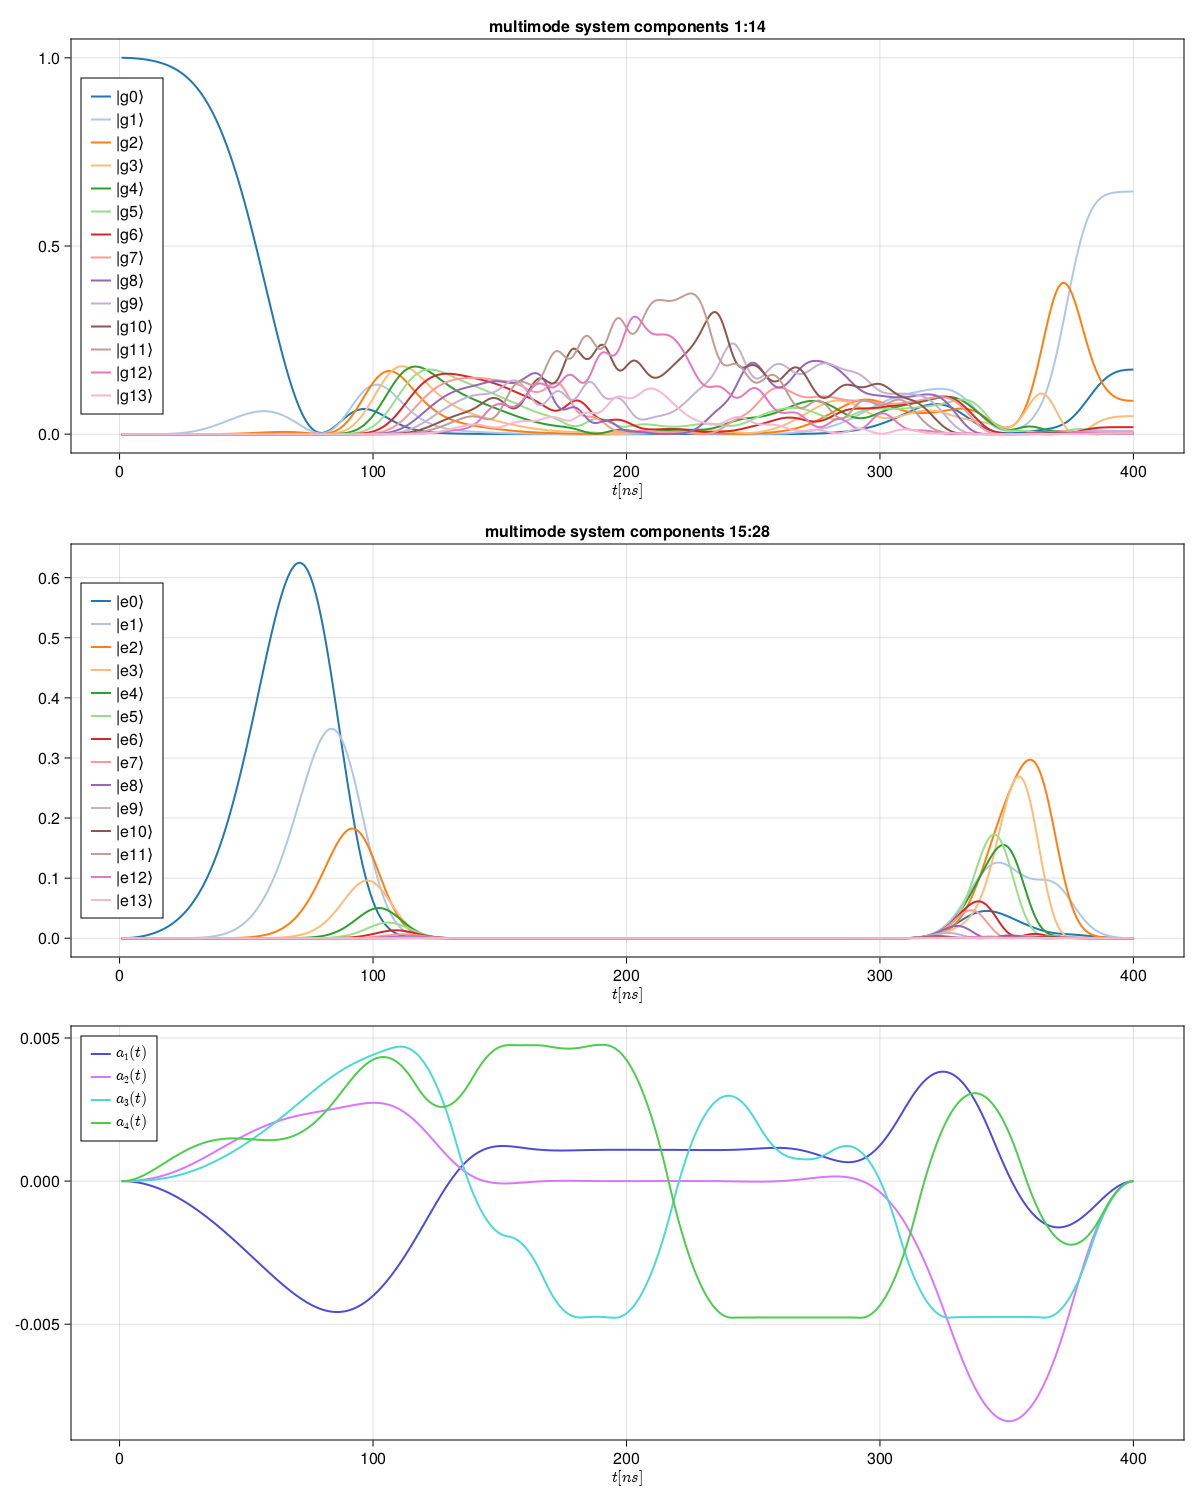 multimode system components 1:14
1.0
0.5
0.0
|g0⟩
|g1⟩
|g2⟩
|g3⟩
|g4⟩
|g5⟩
|g6⟩
|g7⟩
|g8⟩
|g9⟩
|g10⟩
|g11⟩
|g12⟩
|g13⟩
0 100 200 300 400
t[ns]
multimode system components 15:28
0.6
0.5
0.4
0.3
0.2
0.1
0.0
|e0⟩
|e1⟩
|e2⟩
|e3⟩
|e4⟩
|e5⟩
|e6⟩
|e7⟩
|e8⟩
|e9⟩
|e10⟩
|e11⟩
|e12⟩
|e13⟩
0 100 200 300 400
t[ns]
0.005
0.000
-0.005
a₁(t)
a₂(t)
a₃(t)
a₄(t)
0 100 200 300 400
t[ns]